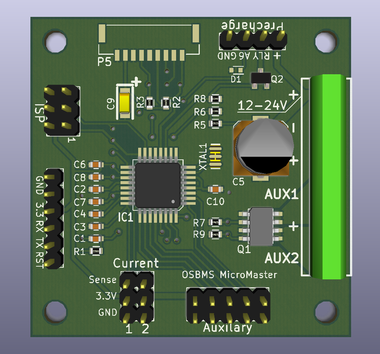 Precharge
+ RLY A6 GND
P5
D1
Q2
C9
R3
R2
R8
R6
R5
12-24V
ISP
1
XTAL1
C5
C6
C8
C2
C7
C4
C3
C1
R1
IC1
C10
AUX1
R7
R9
Q1
AUX2
GND
3.3V
RX
TX
RST
Current
OSBMS MicroMaster
Sense
3.3V
GND
1 2
Auxilary